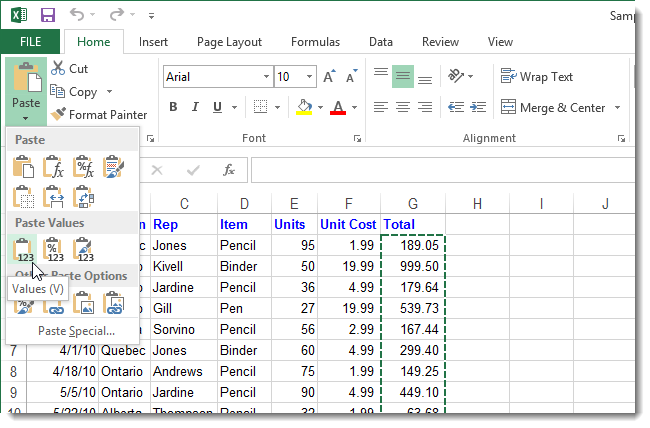 Samp
FILE Home Insert Page Layout Formulas Data Review View
Paste Cut Copy Format Painter
Arial 10 A A Wrap Text
B I U A Merge & Center
Font Alignment
Paste
fx
%fx
fx
C D E F G H I J
Paste Values
n Rep Item Units Unit Cost Total
123 %123 123
c Jones Pencil 95 1.99 189.05
Kivell Binder 50 19.99 999.50
Other Paste Options
Jardine Pencil 36 4.99 179.64
Values (V)
Gill Pen 27 19.99 539.73
Paste Special...
Sorvino Pencil 56 2.99 167.44
7 4/1/10 Quebec Jones Binder 60 4.99 299.40
8 4/18/10 Ontario Andrews Pencil 75 1.99 149.25
9 5/5/10 Ontario Jardine Pencil 90 4.99 449.10
10 5/22/10 Alberta Thompson Pencil 32 1.99 63.68